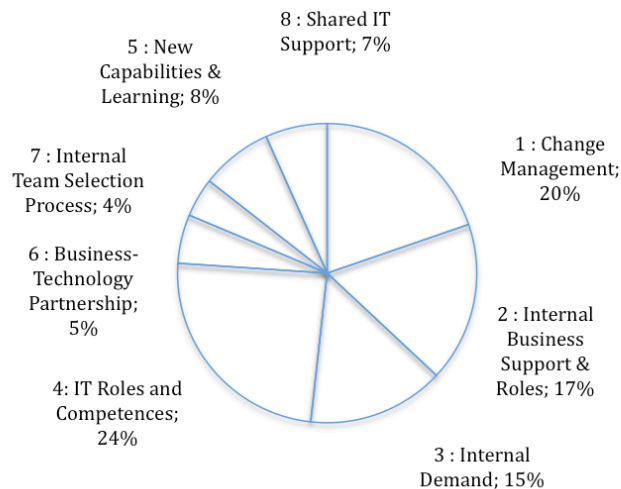 8 : Shared IT
Support; 7%
5 : New
Capabilities &
Learning; 8%
1 : Change
Management;
20%
7 : Internal
Team Selection
Process; 4%
6 : Business-
Technology
Partnership;
5%
2 : Internal
Business
Support &
Roles; 17%
4: IT Roles and
Competences;
24%
3 : Internal
Demand; 15%